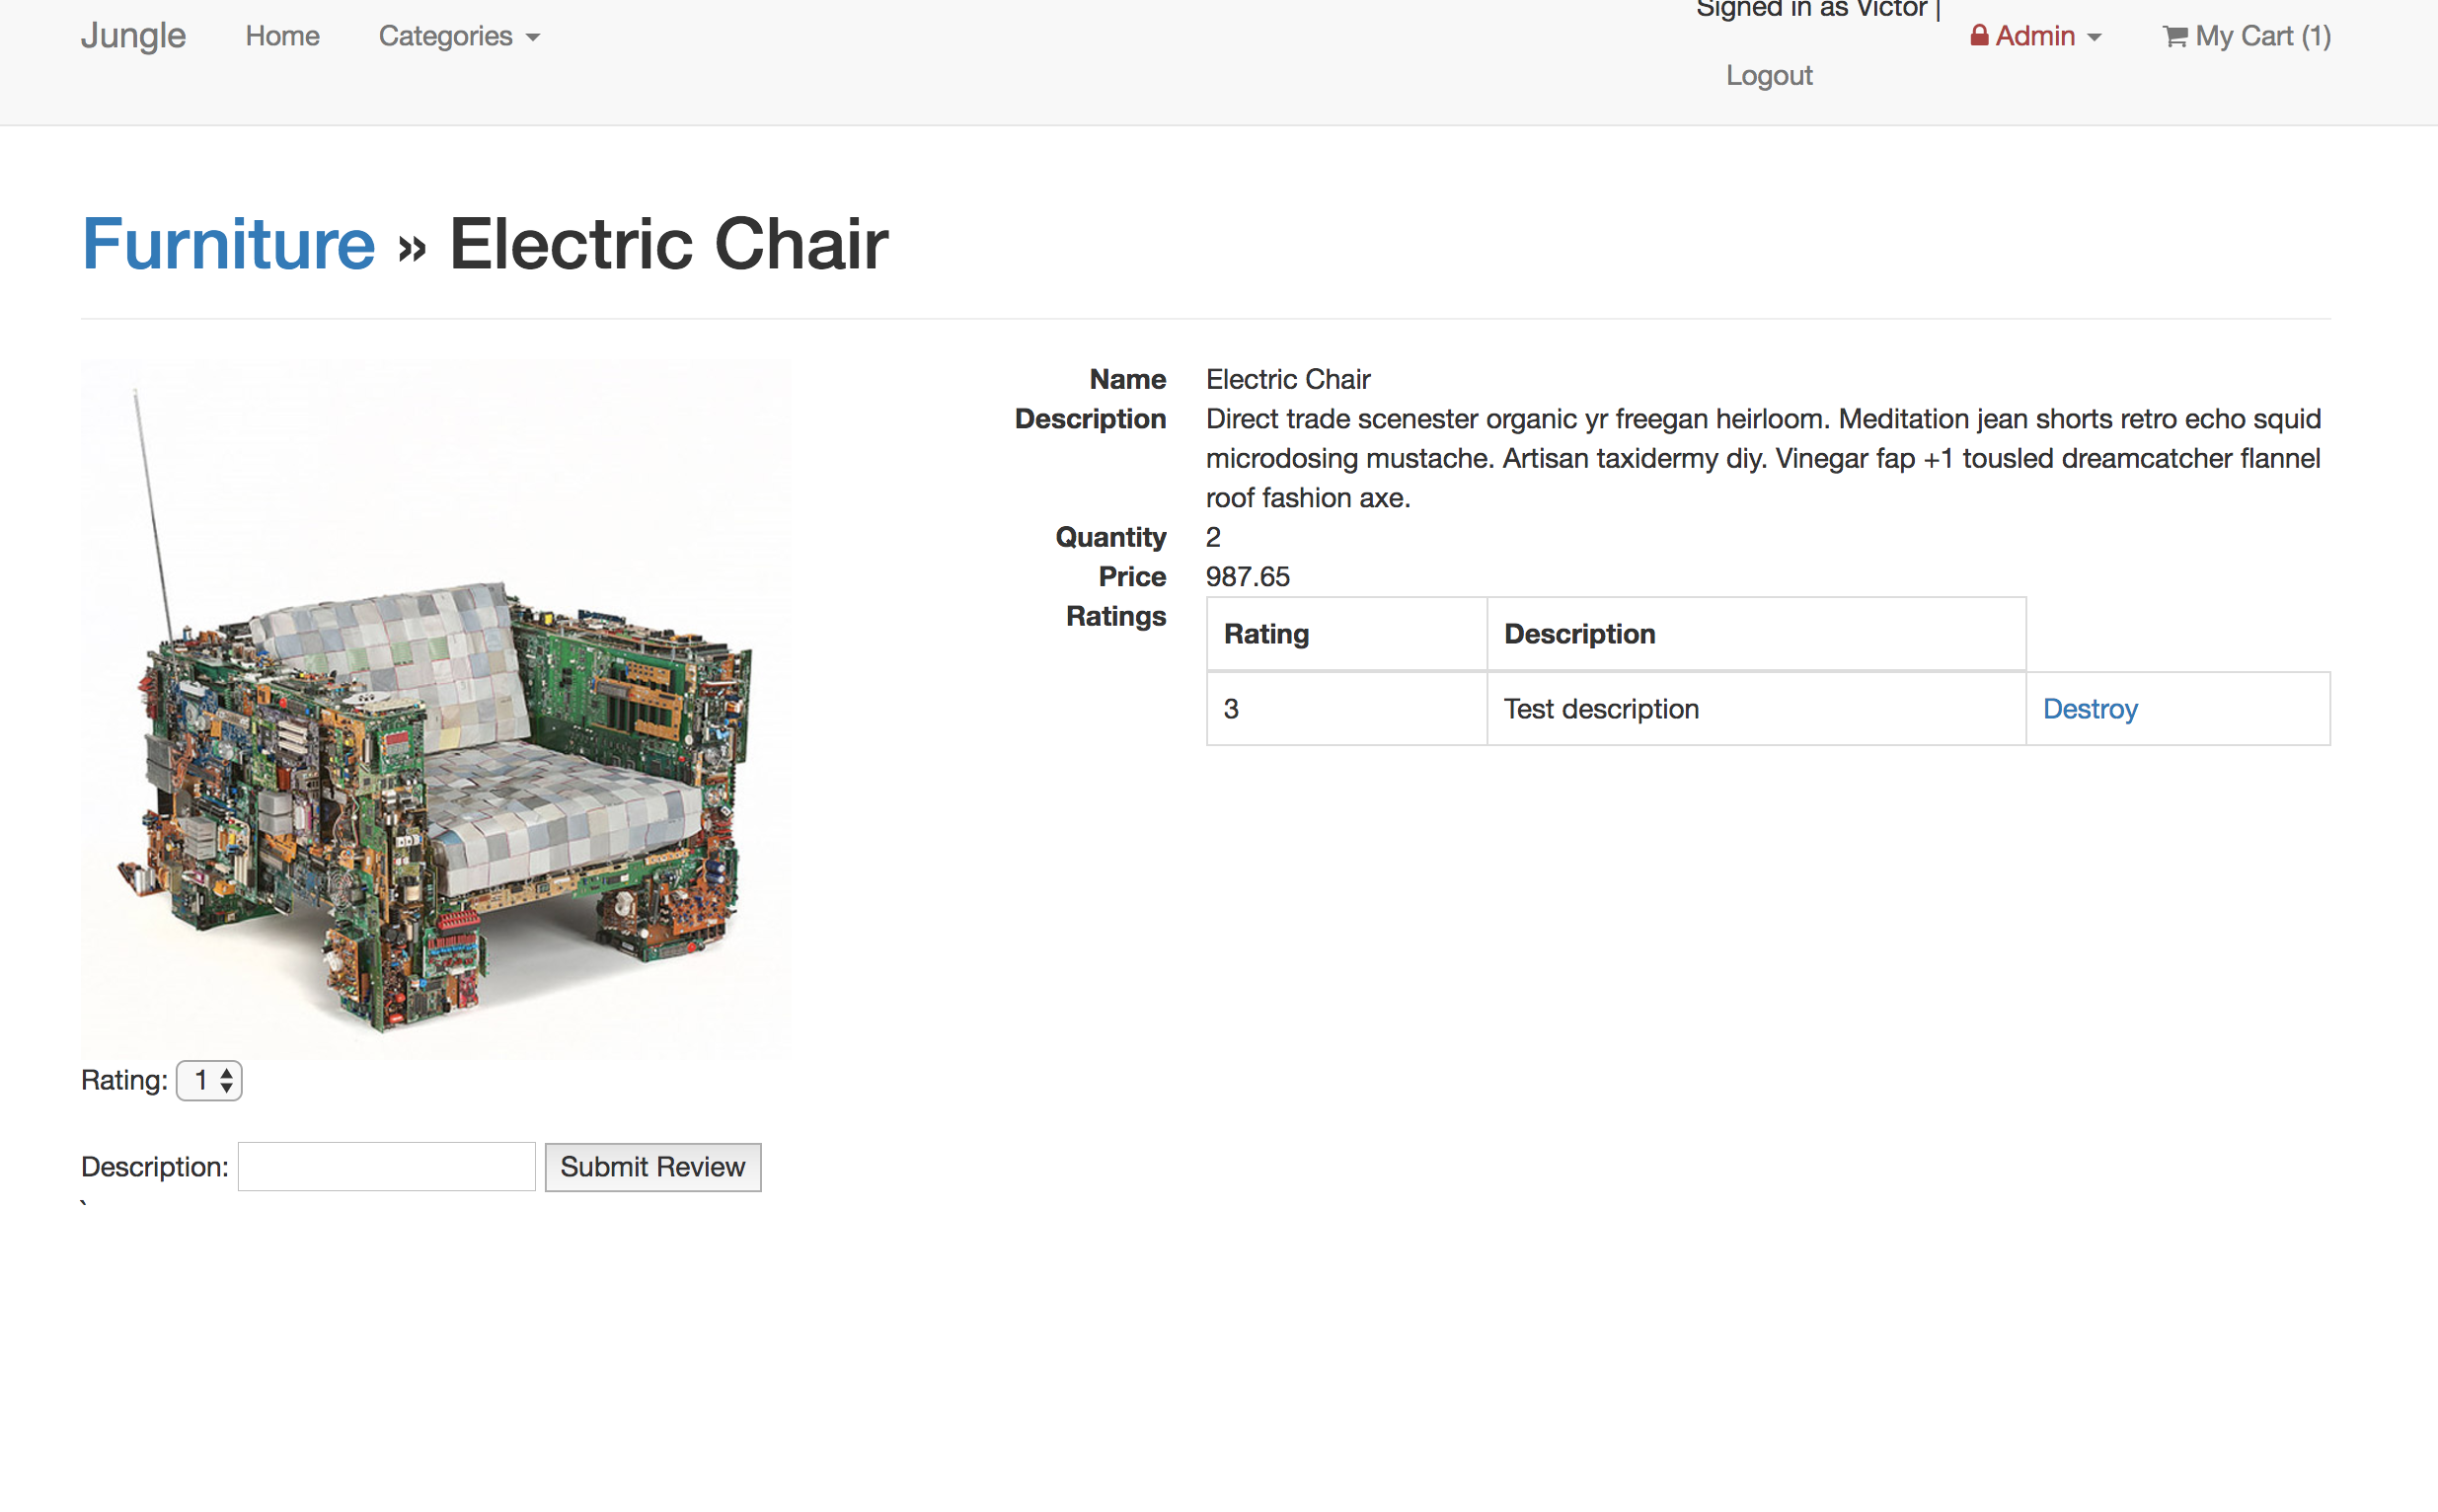 Signed in as Victor |
Jungle Home Categories Admin My Cart (1)
Logout
Furniture » Electric Chair
Name Electric Chair
Description Direct trade scenester organic yr freegan heirloom. Meditation jean shorts retro echo squid
microdosing mustache. Artisan taxidermy diy. Vinegar fap +1 tousled dreamcatcher flannel
roof fashion axe.
Quantity 2
Price 987.65
Ratings
Rating Description
3 Test description Destroy
Rating: 1
Description: Submit Review
`